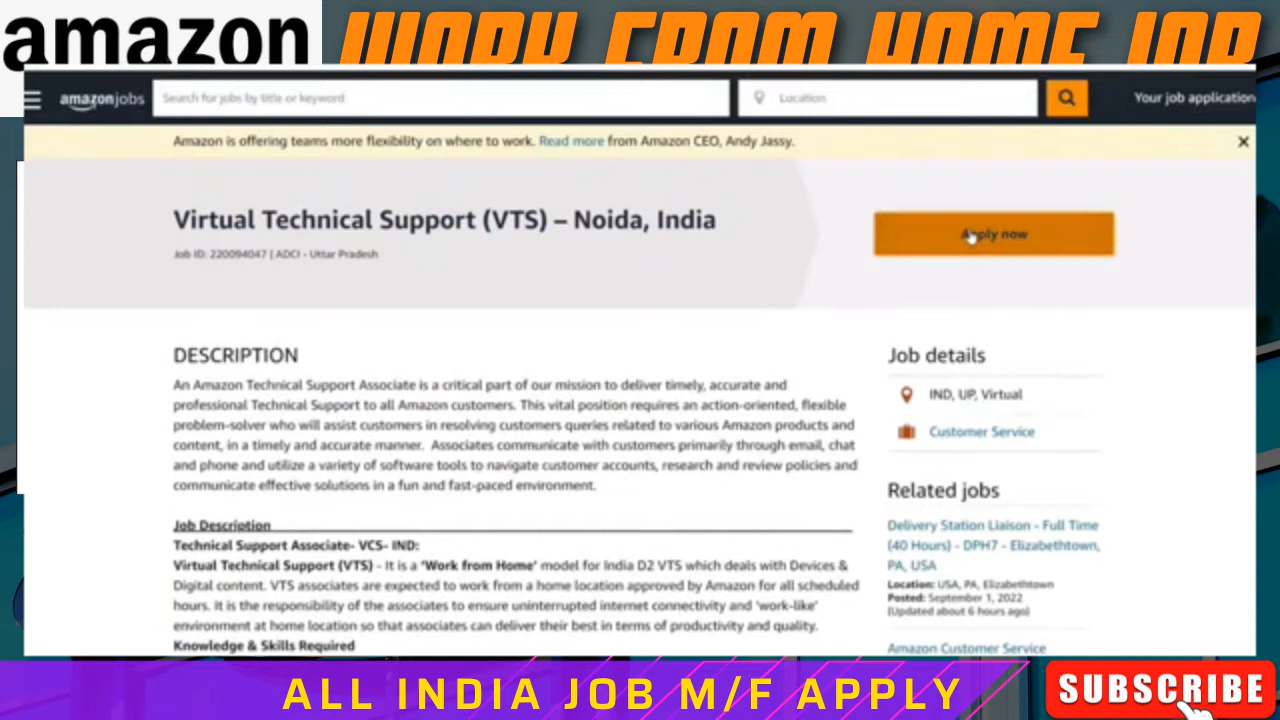 amazon WORK FROM HOME JOB
amazonjobs Search for jobs by title or keyword Location Your job application
Amazon is offering teams more flexibility on where to work. Read more from Amazon CEO, Andy Jassy.
Virtual Technical Support (VTS) – Noida, India
Apply now
Job ID: 220094047 | ADCI - Uttar Pradesh
DESCRIPTION
An Amazon Technical Support Associate is a critical part of our mission to deliver timely, accurate and
professional Technical Support to all Amazon customers. This vital position requires an action-oriented, flexible
problem-solver who will assist customers in resolving customers queries related to various Amazon products and
content, in a timely and accurate manner. Associates communicate with customers primarily through email, chat
and phone and utilize a variety of software tools to navigate customer accounts, research and review policies and
communicate effective solutions in a fun and fast-paced environment.
Job Description
Technical Support Associate- VCS- IND:
Virtual Technical Support (VTS) - It is a 'Work from Home' model for India D2 VTS which deals with Devices &
Digital content. VTS associates are expected to work from a home location approved by Amazon for all scheduled
hours. It is the responsibility of the associates to ensure uninterrupted internet connectivity and 'work-like'
environment at home location so that associates can deliver their best in terms of productivity and quality.
Knowledge & Skills Required
Job details
IND, UP, Virtual
Customer Service
Related jobs
Delivery Station Liaison - Full Time
(40 Hours) - DPH7 - Elizabethtown,
PA, USA
Location: USA, PA, Elizabethtown
Posted: September 1, 2022
(Updated about 6 hours ago)
Amazon Customer Service
ALL INDIA JOB M/F APPLY
SUBSCRIBE